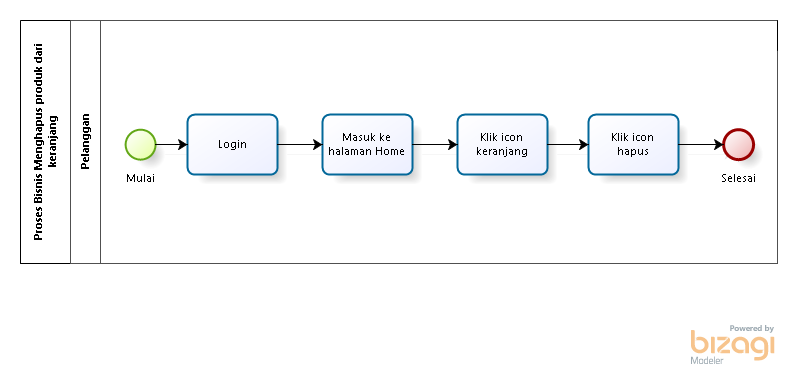 Proses Bisnis Menghapus produk dari
keranjang
Pelanggan
Mulai
Login
Masuk ke
halaman Home
Klik icon
keranjang
Klik icon
hapus
Selesai
Powered by
bizagi
Modeler